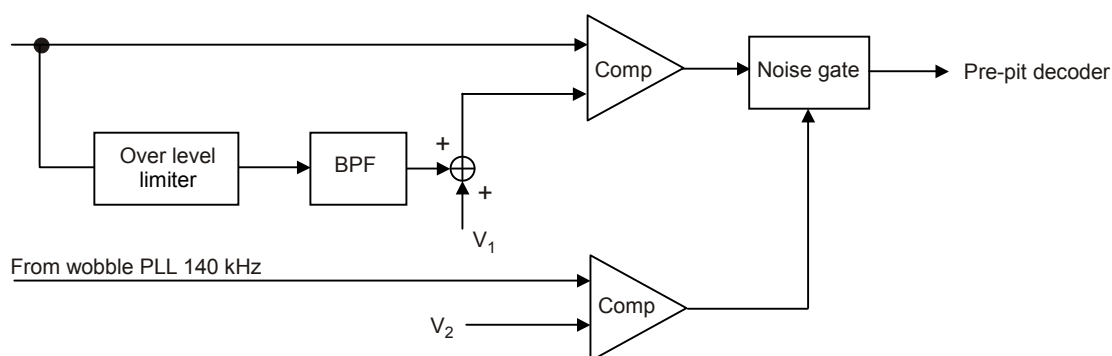 Comp
Noise gate
Pre-pit decoder
Over level
limiter
BPF
+
+
V₁
From wobble PLL 140 kHz
Comp
V₂